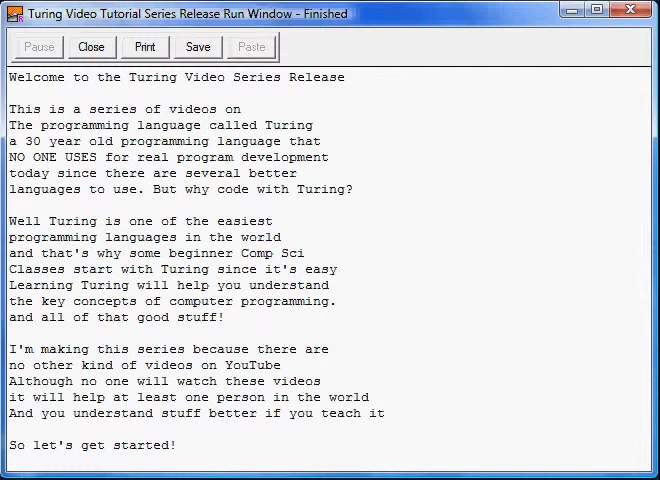 Turing Video Tutorial Series Release Run Window - Finished
Pause Close Print Save Paste
Welcome to the Turing Video Series Release
This is a series of videos on
The programming language called Turing
a 30 year old programming language that
NO ONE USES for real program development
today since there are several better
languages to use. But why code with Turing?
Well Turing is one of the easiest
programming languages in the world
and that's why some beginner Comp Sci
Classes start with Turing since it's easy
Learning Turing will help you understand
the key concepts of computer programming.
and all of that good stuff!
I'm making this series because there are
no other kind of videos on YouTube
Although no one will watch these videos
it will help at least one person in the world
And you understand stuff better if you teach it
So let's get started!